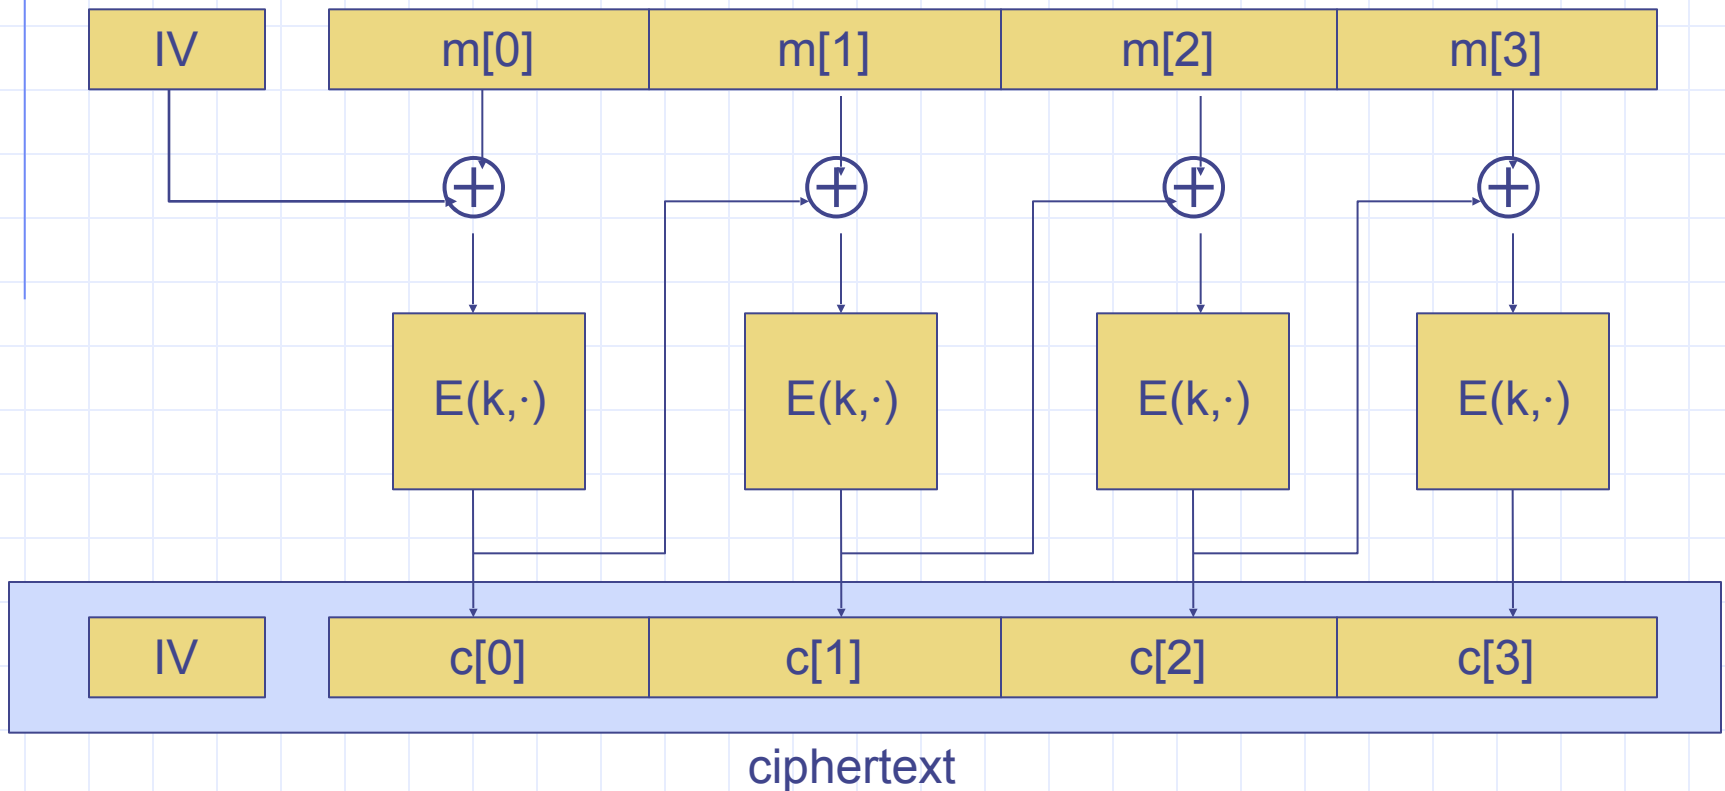 IV m[0] m[1] m[2] m[3]
E(k,·) E(k,·) E(k,·) E(k,·)
IV c[0] c[1] c[2] c[3]
ciphertext